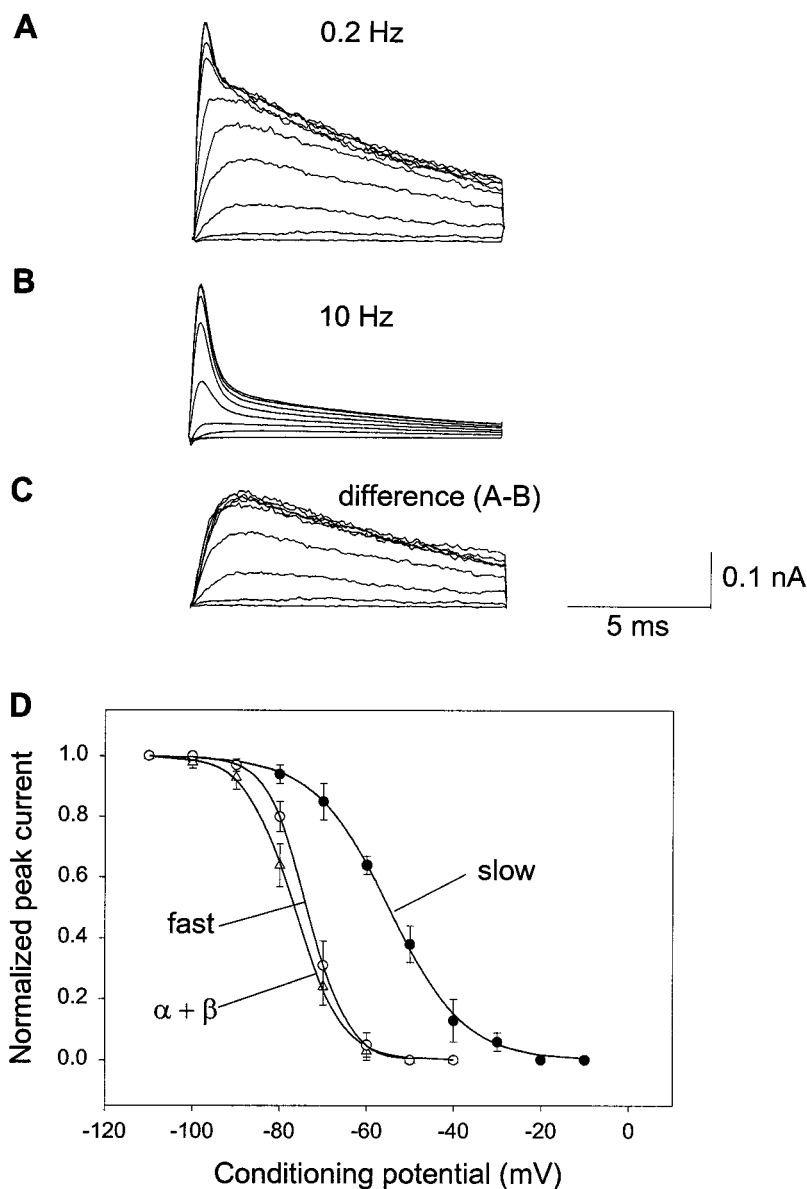 A
0.2 Hz
B
10 Hz
C
difference (A-B)
0.1 nA
5 ms
D
Normalized peak current
1.0
0.8
0.6
0.4
0.2
0.0
slow
fast
α + β
-120
-100
-80
-60
-40
-20
0
Conditioning potential (mV)